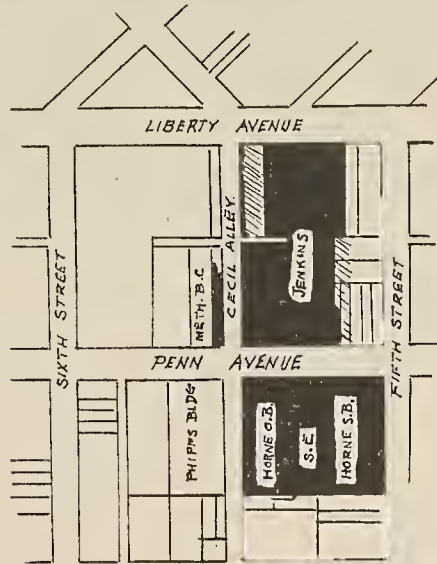 LIBERTY AVENUE
SIXTH STREET
CECIL ALLEY.
METH. B.C
JENKINS
FIFTH STREET
PENN AVENUE
PHIPPS BLDG
HORNE O.B.
S.E
HORNE S.B.